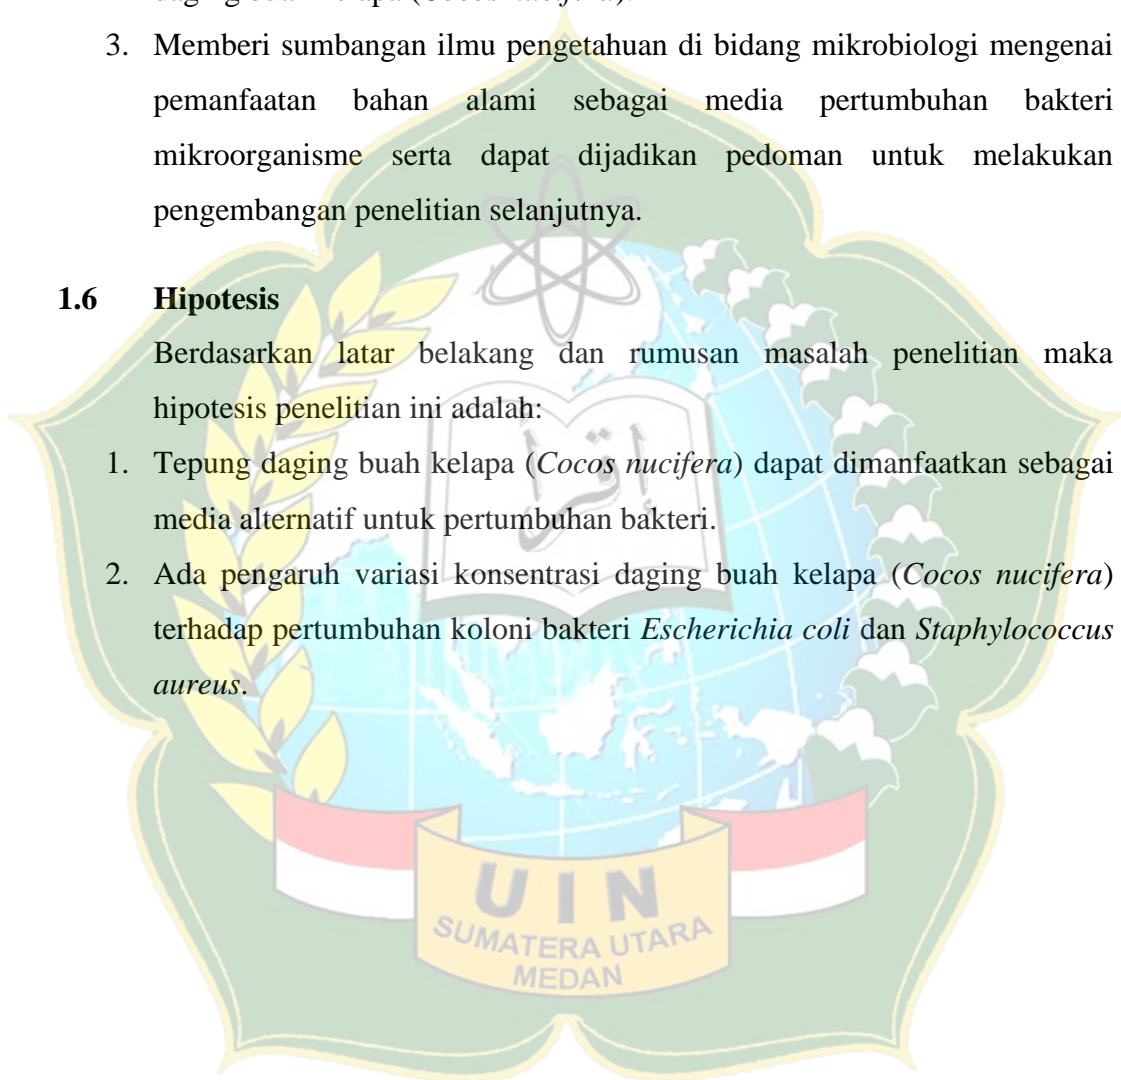 3. Memberi sumbangan ilmu pengetahuan di bidang mikrobiologi mengenai
pemanfaatan bahan alami sebagai media pertumbuhan bakteri
mikroorganisme serta dapat dijadikan pedoman untuk melakukan
pengembangan penelitian selanjutnya.
1.6 Hipotesis
Berdasarkan latar belakang dan rumusan masalah penelitian maka
hipotesis penelitian ini adalah:
1. Tepung daging buah kelapa (Cocos nucifera) dapat dimanfaatkan sebagai
media alternatif untuk pertumbuhan bakteri.
2. Ada pengaruh variasi konsentrasi daging buah kelapa (Cocos nucifera)
terhadap pertumbuhan koloni bakteri Escherichia coli dan Staphylococcus
aureus.
إقرأ
UIN
SUMATERA UTARA
MEDAN